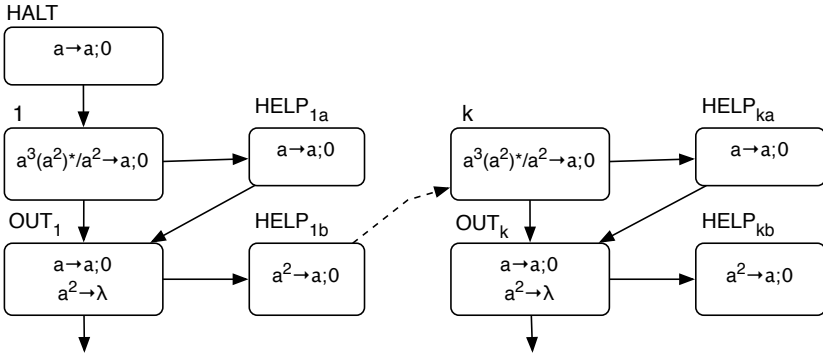 HALT
a→a;0
1
HELP1a
a³(a²)*/a²→a;0
a→a;0
OUT1
HELP1b
a→a;0
a²→λ
a²→a;0
k
HELPka
a³(a²)*/a²→a;0
a→a;0
OUTk
HELPkb
a→a;0
a²→λ
a²→a;0